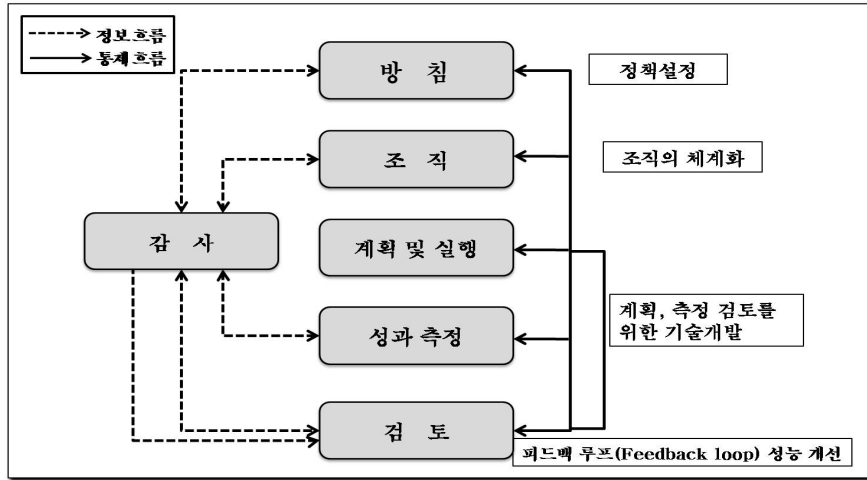 정보흐름
통제흐름
방 침
정책설정
조 직
조직의 체계화
감 사
계획 및 실행
계획, 측정 검토를
위한 기술개발
성과 측정
검 토
피드백 루프(Feedback loop) 성능 개선